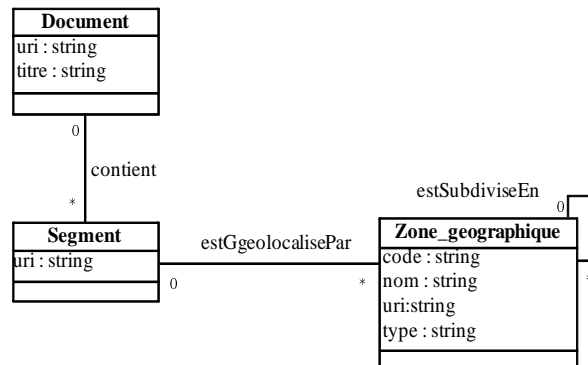 Document
uri : string
titre : string
0
contient
*
Segment
uri : string
estGgeolocalisePar
0
*
estSubdiviseEn
0
Zone_geographique
code : string
nom : string
uri:string
type : string
*